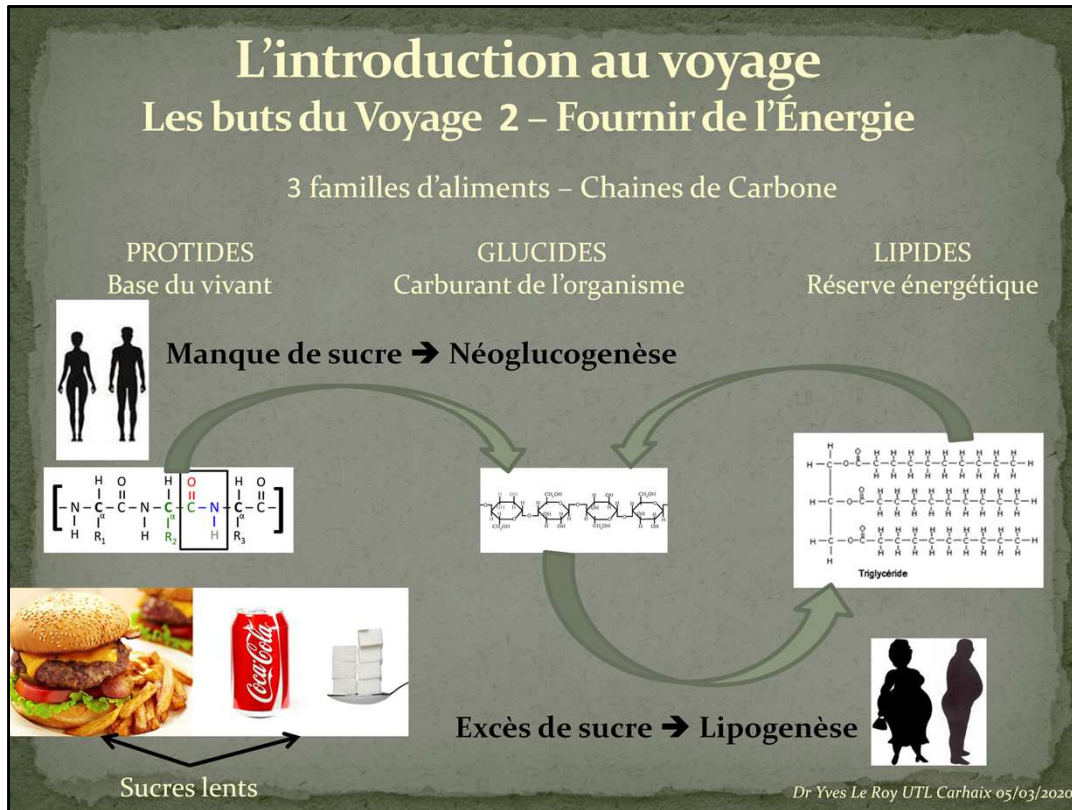 L'introduction au voyage
Les buts du Voyage 2 – Fournir de l'Énergie
3 familles d'aliments – Chaines de Carbone
PROTIDES
Base du vivant
GLUCIDES
Carburant de l'organisme
LIPIDES
Réserve énergétique
Manque de sucre ➔ Néoglucogenèse
Triglycéride
Coca-Cola
Excès de sucre ➔ Lipogenèse
Sucres lents
Dr Yves Le Roy UTL Carhaix 05/03/2020